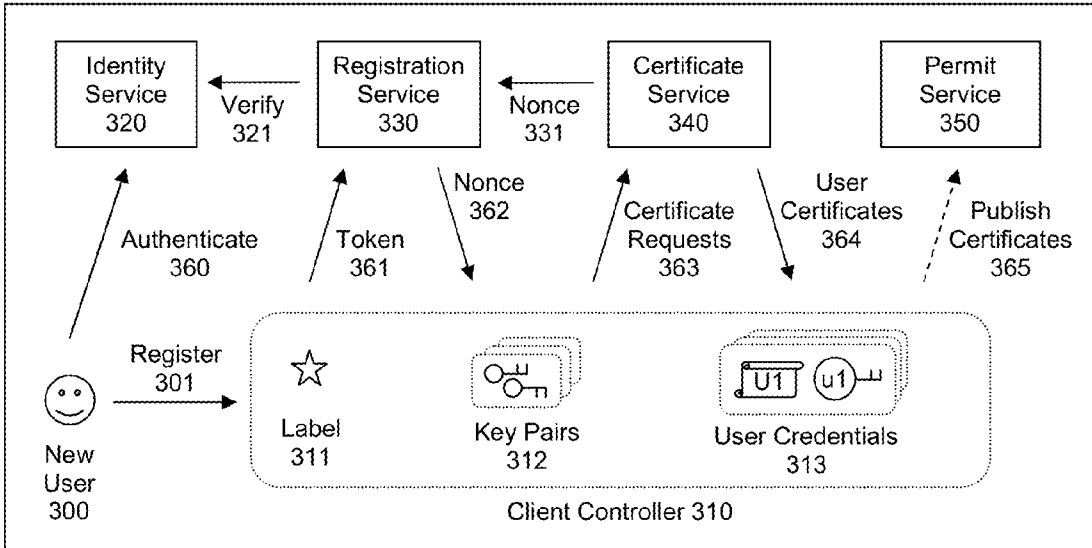 Identity
Service
320
Verify
321
Registration
Service
330
Nonce
331
Certificate
Service
340
Permit
Service
350
Authenticate
360
Token
361
Nonce
362
Certificate
Requests
363
User
Certificates
364
Publish
Certificates
365
New
User
300
Register
301
Label
311
Key Pairs
312
U1
u1
User Credentials
313
Client Controller 310